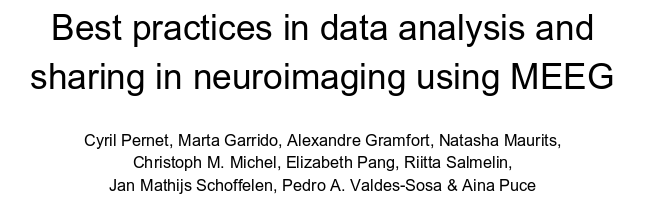 Best practices in data analysis and
sharing in neuroimaging using MEEG
Cyril Pernet, Marta Garrido, Alexandre Gramfort, Natasha Maurits,
Christoph M. Michel, Elizabeth Pang, Riitta Salmelin,
Jan Mathijs Schoffelen, Pedro A. Valdes-Sosa & Aina Puce